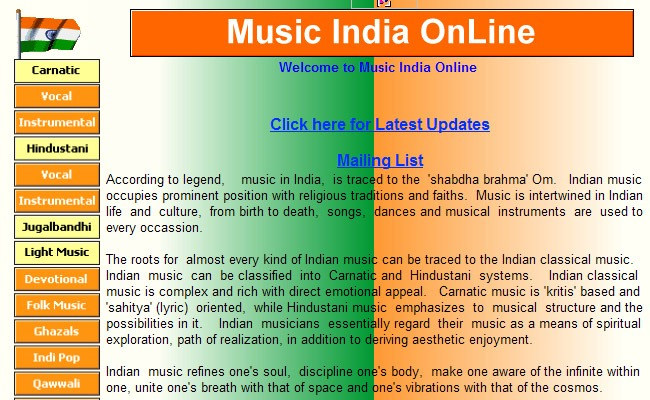 Music India OnLine
Welcome to Music India Online
Carnatic
Vocal
Instrumental
Hindustani
Vocal
Instrumental
Jugalbandhi
Light Music
Devotional
Folk Music
Ghazals
Indi Pop
Qawwali
Click here for Latest Updates
Mailing List
According to legend, music in India, is traced to the 'shabdha brahma' Om. Indian music
occupies prominent position with religious traditions and faiths. Music is intertwined in Indian
life and culture, from birth to death, songs, dances and musical instruments are used to
every occassion.
The roots for almost every kind of Indian music can be traced to the Indian classical music.
Indian music can be classified into Carnatic and Hindustani systems. Indian classical
music is complex and rich with direct emotional appeal. Carnatic music is 'kritis' based and
'sahitya' (lyric) oriented, while Hindustani music emphasizes to musical structure and the
possibilities in it. Indian musicians essentially regard their music as a means of spiritual
exploration, path of realization, in addition to deriving aesthetic enjoyment.
Indian music refines one's soul, discipline one's body, make one aware of the infinite within
one, unite one's breath with that of space and one's vibrations with that of the cosmos.